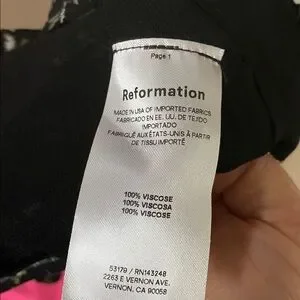 Page 1
Reformation
MADE IN USA OF IMPORTED FABRICS
FABRICADO EN EE. UU. DE TEJIDO
IMPORTADO
FABRIQUÉ AUX ÉTATS-UNIS À PARTIR
DE TISSU IMPORTÉ
100% VISCOSE
100% VISCOSA
100% VISCOSE
53179 / RN143248
2263 E VERNON AVE.
VERNON, CA 90058